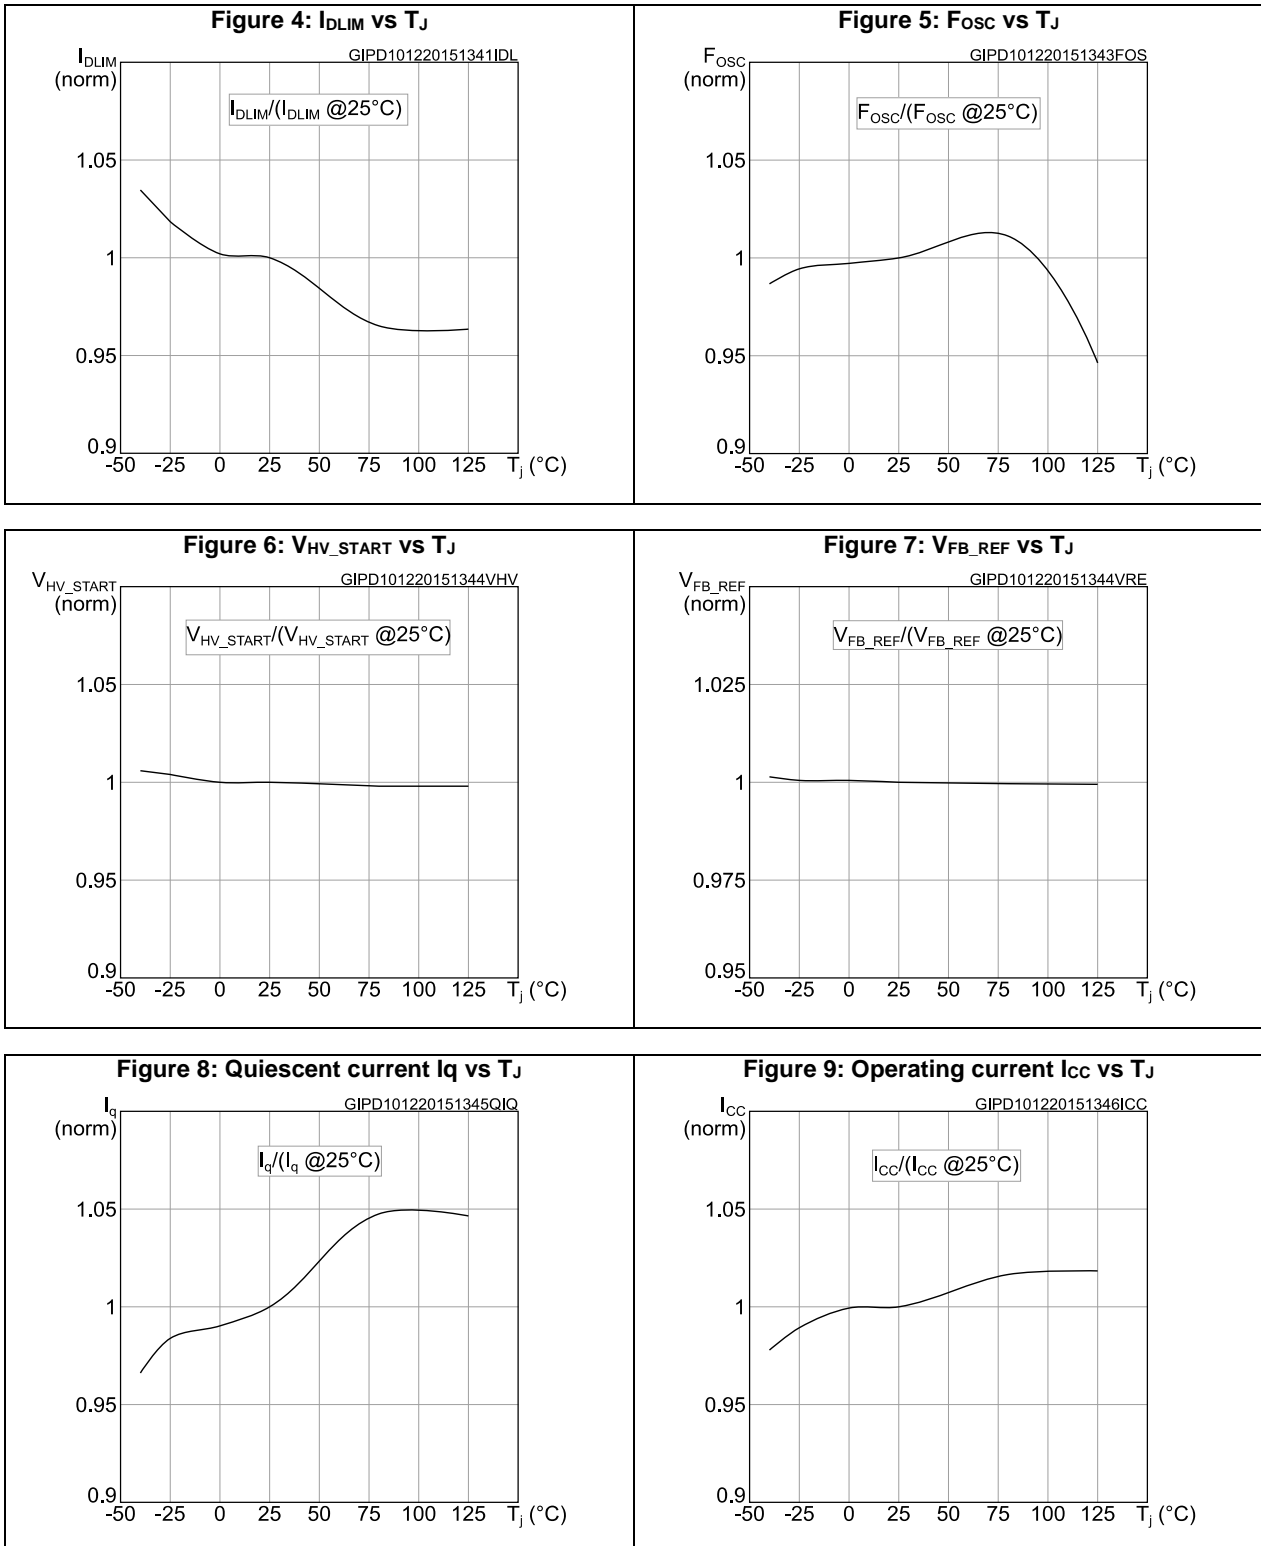 Figure 4: IDLIM vs TJ
IDLIM
(norm)
GIPD101220151341IDL
IDLIM/(IDLIM @25°C)
1.05
1
0.95
0.9
-50 -25 0 25 50 75 100 125 Tj (°C)
Figure 5: FOSC vs TJ
FOSC
(norm)
GIPD101220151343FOS
FOSC/(FOSC @25°C)
1.05
1
0.95
0.9
-50 -25 0 25 50 75 100 125 Tj (°C)
Figure 6: VHV_START vs TJ
VHV_START
(norm)
GIPD101220151344VHV
VHV_START/(VHV_START @25°C)
1.05
1
0.95
0.9
-50 -25 0 25 50 75 100 125 Tj (°C)
Figure 7: VFB_REF vs TJ
VFB_REF
(norm)
GIPD101220151344VRE
VFB_REF/(VFB_REF @25°C)
1.025
1
0.975
0.95
-50 -25 0 25 50 75 100 125 Tj (°C)
Figure 8: Quiescent current Iq vs TJ
Iq
(norm)
GIPD101220151345QIQ
Iq/(Iq @25°C)
1.05
1
0.95
0.9
-50 -25 0 25 50 75 100 125 Tj (°C)
Figure 9: Operating current ICC vs TJ
ICC
(norm)
GIPD101220151346ICC
ICC/(ICC @25°C)
1.05
1
0.95
0.9
-50 -25 0 25 50 75 100 125 Tj (°C)